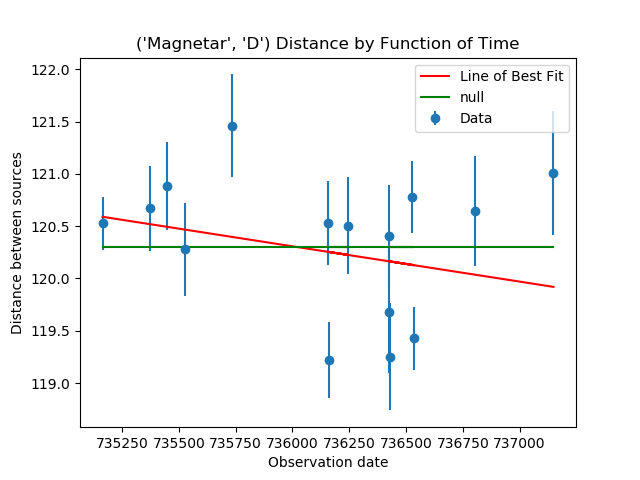 ('Magnetar', 'D') Distance by Function of Time
122.0
121.5
121.0
120.5
120.0
119.5
119.0
Distance between sources
Line of Best Fit
null
Data
735250 735500 735750 736000 736250 736500 736750 737000
Observation date